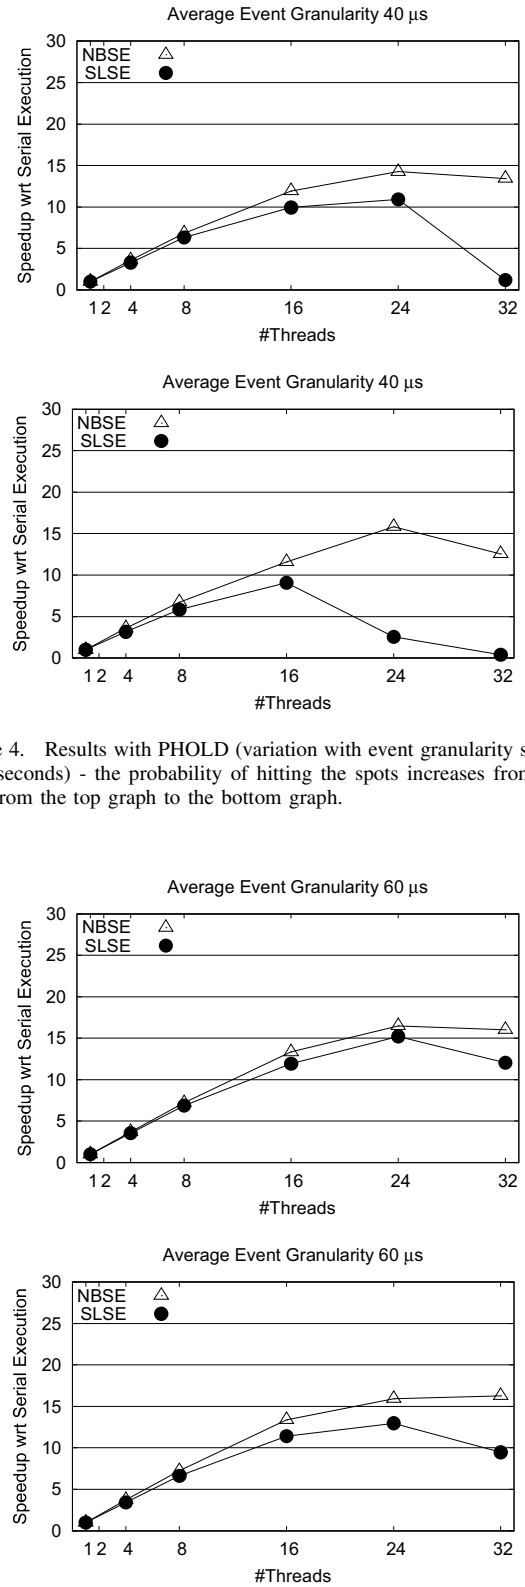 Average Event Granularity 40 μs
Speedup wrt Serial Execution
30
25
20
15
10
5
0
NBSE
SLSE
1 2 4 8 16 24 32
#Threads
Average Event Granularity 40 μs
Speedup wrt Serial Execution
30
25
20
15
10
5
0
NBSE
SLSE
1 2 4 8 16 24 32
#Threads
4. Results with PHOLD (variation with event granularity
seconds) - the probability of hitting the spots increases
from the top graph to the bottom graph.
Average Event Granularity 60 μs
Speedup wrt Serial Execution
30
25
20
15
10
5
0
NBSE
SLSE
1 2 4 8 16 24 32
#Threads
Average Event Granularity 60 μs
Speedup wrt Serial Execution
30
25
20
15
10
5
0
NBSE
SLSE
1 2 4 8 16 24 32
#Threads